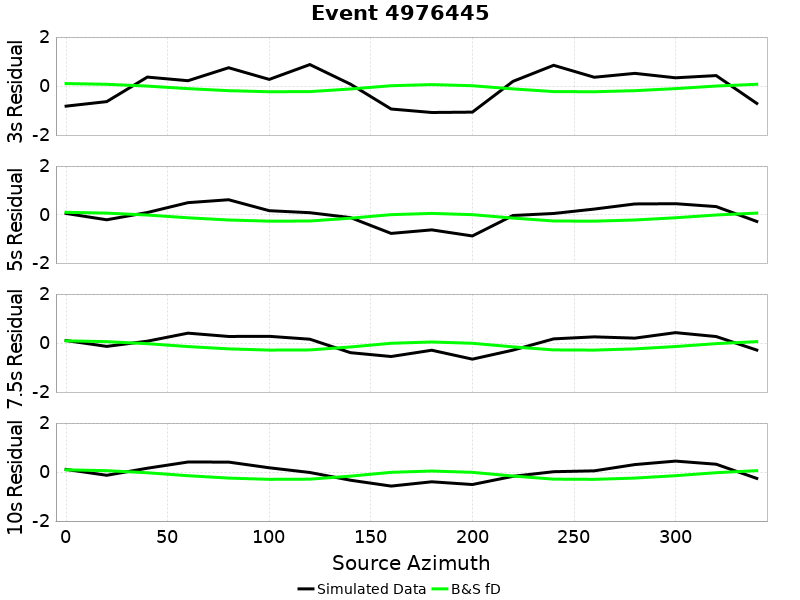 Event 4976445
3s Residual
2
0
-2
5s Residual
2
0
-2
7.5s Residual
2
0
-2
10s Residual
2
0
-2
0 50 100 150 200 250 300
Source Azimuth
Simulated Data B&S fD